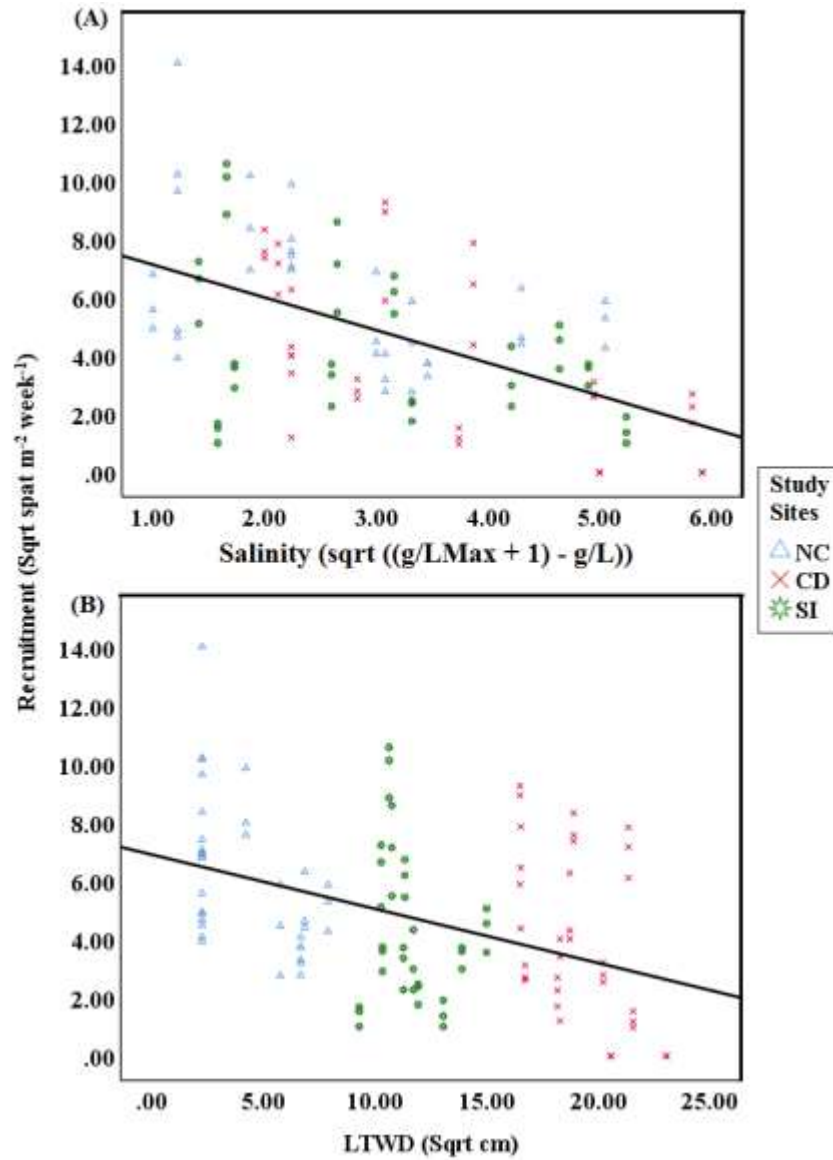 (A)
14.00
12.00
10.00
8.00
6.00
4.00
2.00
.00
1.00 2.00 3.00 4.00 5.00 6.00
Salinity (sqrt ((g/LMax + 1) - g/L))
Recruitment (Sqrt spat m⁻² week⁻¹)
Study
Sites
NC
CD
SI
(B)
14.00
12.00
10.00
8.00
6.00
4.00
2.00
.00
.00 5.00 10.00 15.00 20.00 25.00
LTWD (Sqrt cm)